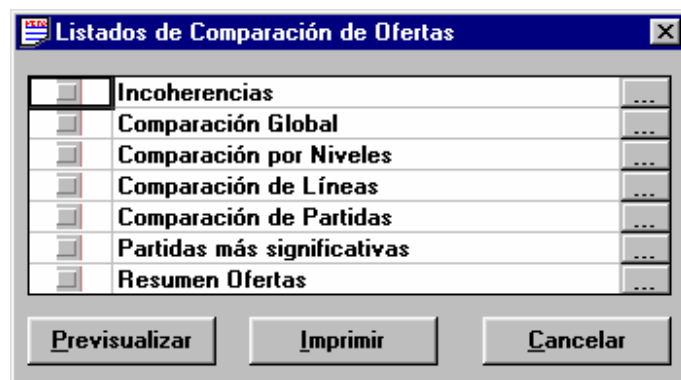 Listados de Comparación de Ofertas
Incoherencias ...
Comparación Global ...
Comparación por Niveles ...
Comparación de Líneas ...
Comparación de Partidas ...
Partidas más significativas ...
Resumen Ofertas ...
Previsualizar Imprimir Cancelar